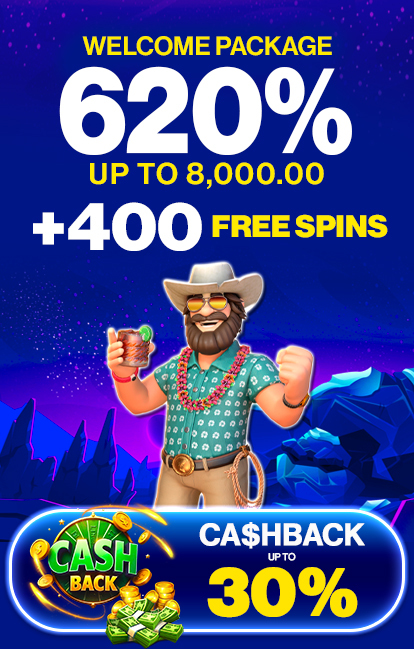 WELCOME PACKAGE
620%
UP TO 8,000.00
+400 FREE SPINS
CASH
BACK
CA$HBACK
UP TO
30%